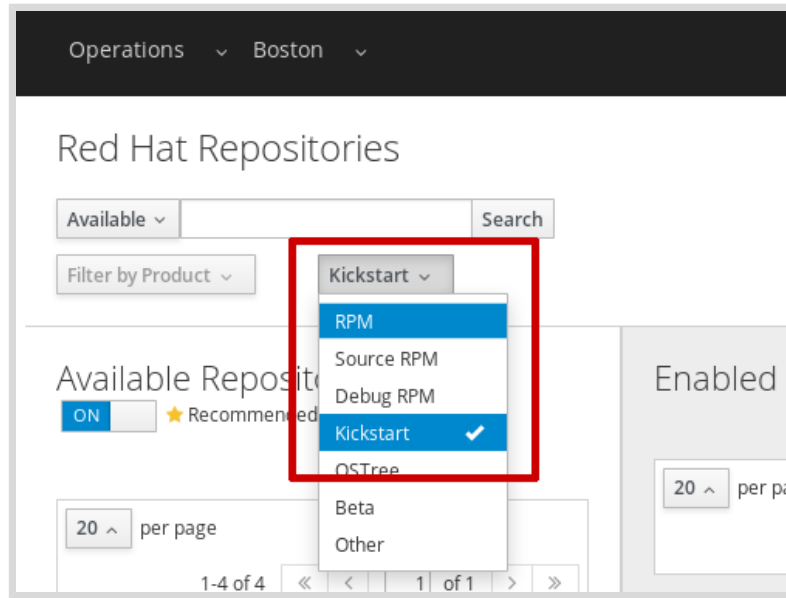 Operations Boston
Red Hat Repositories
Available Search
Filter by Product Kickstart
RPM
Source RPM
Debug RPM
Kickstart
OSTree
Beta
Other
Available Reposit
ON Recommended
20 per page
1-4 of 4 « < 1 of 1 > »
Enabled
20 per pa